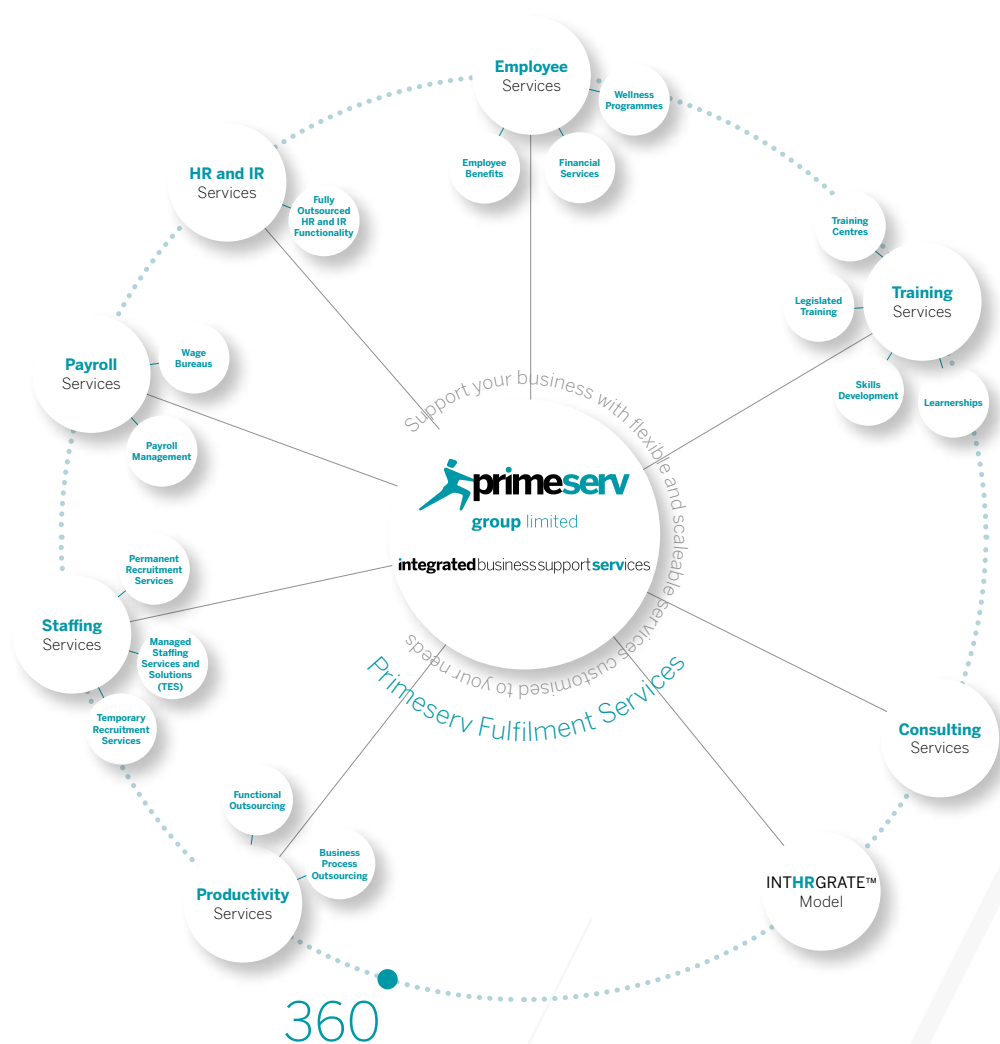 Employee
Services
Wellness
Programmes
Employee
Benefits
Financial
Services
HR and IR
Services
Fully
Outsourced
HR and IR
Functionality
Training
Centres
Training
Services
Legislated
Training
Skills
Development
Learnerships
Payroll
Services
Wage
Bureaus
Payroll
Management
Support your business with flexible and scaleable services customised to your needs
primeserv
group limited
integratedbusinesssupportservices
Primeserv Fulfilment Services
Permanent
Recruitment
Services
Staffing
Services
Managed
Staffing
Services and
Solutions
(TES)
Temporary
Recruitment
Services
Consulting
Services
Functional
Outsourcing
Business
Process
Outsourcing
Productivity
Services
INTHRGRATE™
Model
360